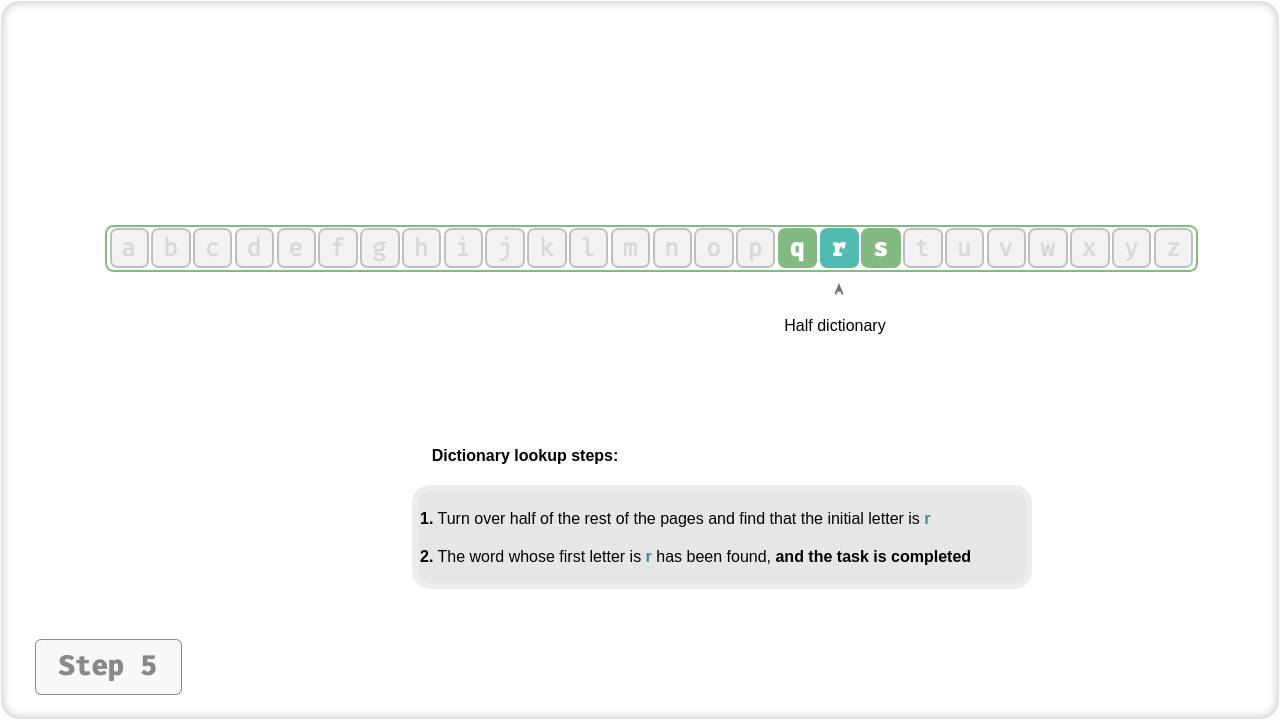 a b c d e f g h i j k l m n o p q r s t u v w x y z
Half dictionary
Dictionary lookup steps:
1. Turn over half of the rest of the pages and find that the initial letter is r
2. The word whose first letter is r has been found, and the task is completed
Step 5